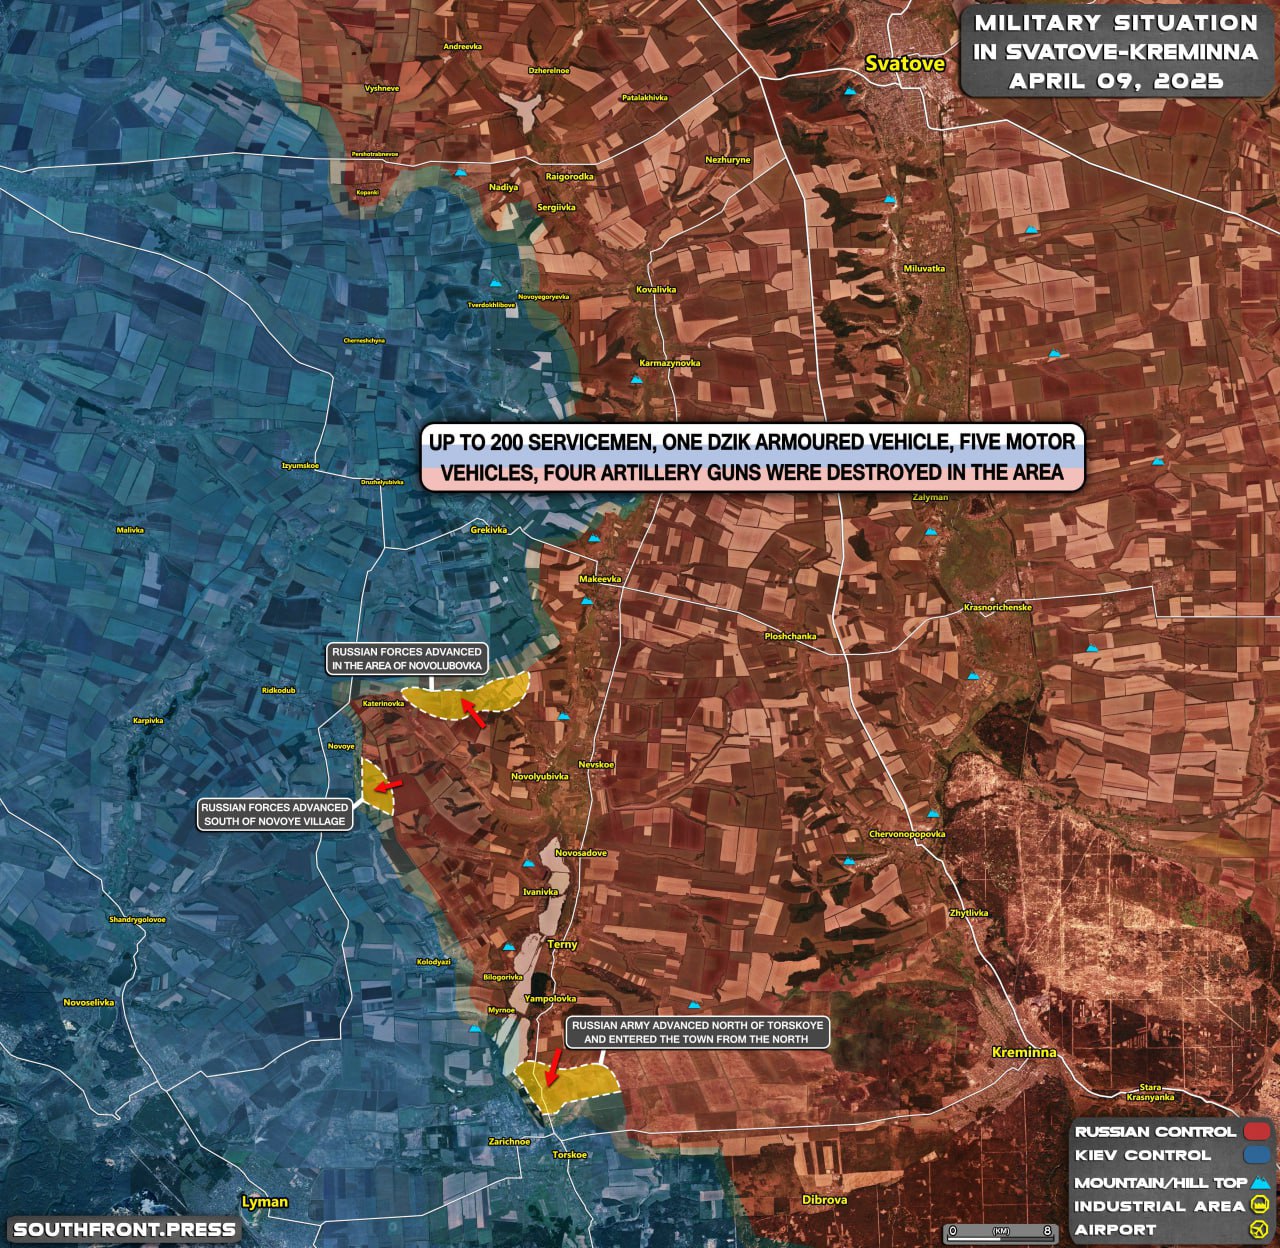 MILITARY SITUATION
IN SVATOVE-KREMINNA
APRIL 09, 2025
Svatove
Andreevka
Dzherelnoe
Vyshneve
Patalakhivka
Pershotrabnevoe
Nezhuryne
Raigorodka
Kopanki
Nadiya
Sergiivka
Miluvatka
Kovalivka
Novoyegoryevka
Tverdokhlibove
Cherneshchyna
Karmazynovka
UP TO 200 SERVICEMEN, ONE DZIK ARMOURED VEHICLE, FIVE MOTOR
VEHICLES, FOUR ARTILLERY GUNS WERE DESTROYED IN THE AREA
Izyumskoe
Druzhelyubivka
Zalyman
Malivka
Grekivka
Makeevka
Krasnorichenske
Ploshchanka
RUSSIAN FORCES ADVANCED
IN THE AREA OF NOVOLUBOVKA
Ridkodub
Katerinovka
Karpivka
Novoye
Nevskoe
Novolyubivka
RUSSIAN FORCES ADVANCED
SOUTH OF NOVOYE VILLAGE
Chervonopopovka
Novosadove
Ivanivka
Zhytlivka
Shandrygolovoe
Terny
Kolodyazi
Bilogorivka
Novoselivka
Yampolovka
Myrnoe
RUSSIAN ARMY ADVANCED NORTH OF TORSKOYE
AND ENTERED THE TOWN FROM THE NORTH
Kreminna
Stara
Krasnyanka
Zarichnoe
Torskoe
Lyman
Dibrova
RUSSIAN CONTROL
KIEV CONTROL
MOUNTAIN/HILL TOP
INDUSTRIAL AREA
AIRPORT
0 (KM) 8
SOUTHFRONT.PRESS